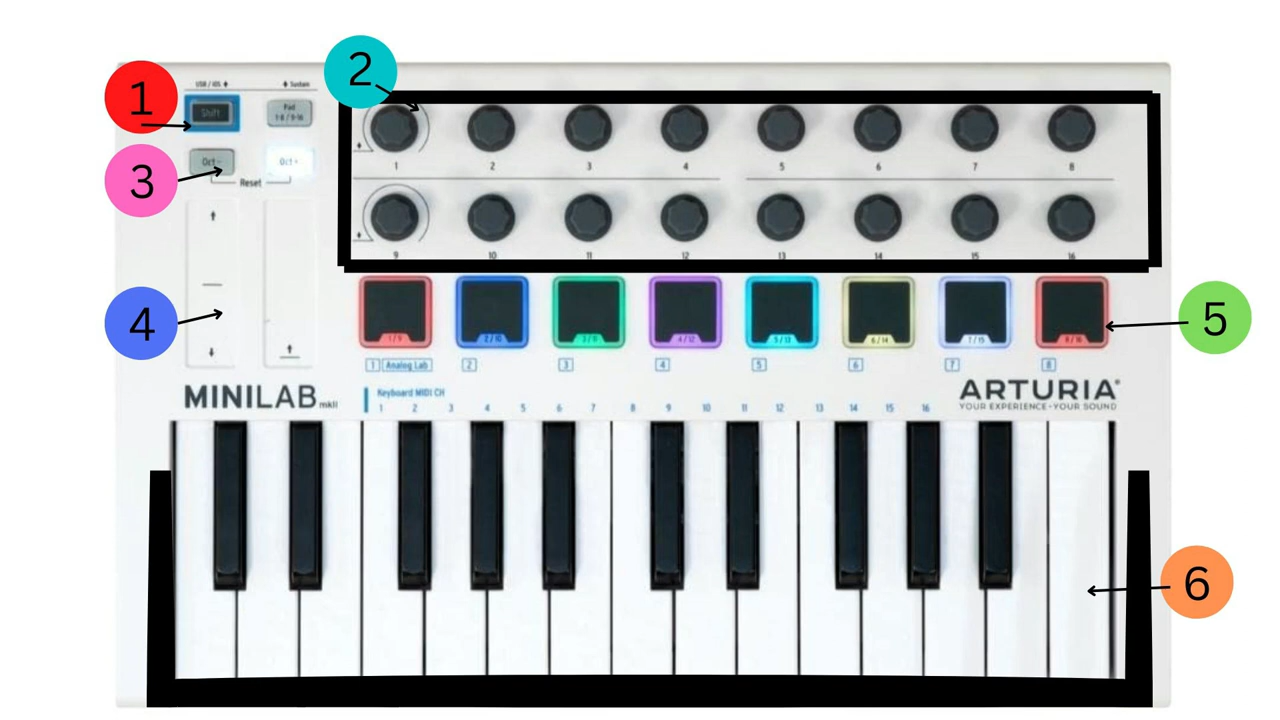 1
2
USB / iOS
Sustain
Shift
Pad
1-8 / 9-16
3
Oct -
Oct +
Reset
1 2 3 4 5 6 7 8
9 10 11 12 13 14 15 16
4
5
1 / 9 2 / 10 3 / 11 4 / 12 5 / 13 6 / 14 7 / 15 8 / 16
1 Analog Lab 2 3 4 5 6 7 8
MINILAB mkII
Keyboard MIDI CH
1 2 3 4 5 6 7 8 9 10 11 12 13 14 15 16
ARTURIA®
YOUR EXPERIENCE • YOUR SOUND
6